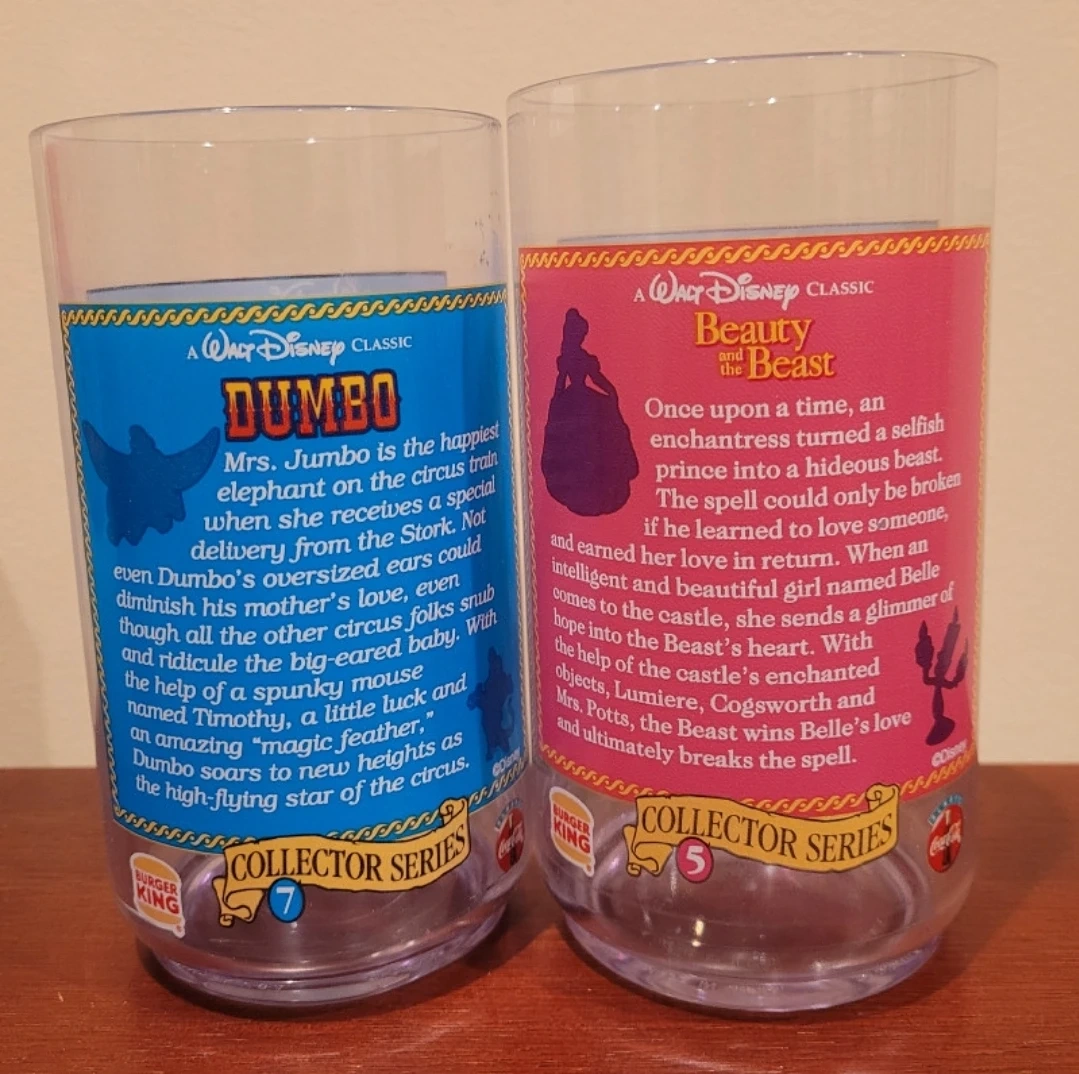 A WALT DISNEY CLASSIC
DUMBO
Mrs. Jumbo is the happiest
elephant on the circus train
when she receives a special
delivery from the Stork. Not
even Dumbo's oversized ears could
diminish his mother's love, even
though all the other circus folks snub
and ridicule the big-eared baby. With
the help of a spunky mouse
named Timothy, a little luck and
an amazing "magic feather,"
Dumbo soars to new heights as
the high-flying star of the circus.
©Disney
BURGER
KING
COLLECTOR SERIES
7
Coca-Cola
A WALT DISNEY CLASSIC
Beauty
and
the Beast
Once upon a time, an
enchantress turned a selfish
prince into a hideous beast.
The spell could only be broken
if he learned to love someone,
and earned her love in return. When an
intelligent and beautiful girl named Belle
comes to the castle, she sends a glimmer of
hope into the Beast's heart. With
the help of the castle's enchanted
objects, Lumiere, Cogsworth and
Mrs. Potts, the Beast wins Belle's love
and ultimately breaks the spell.
©Disney
BURGER
KING
COLLECTOR SERIES
5
Coca-Cola